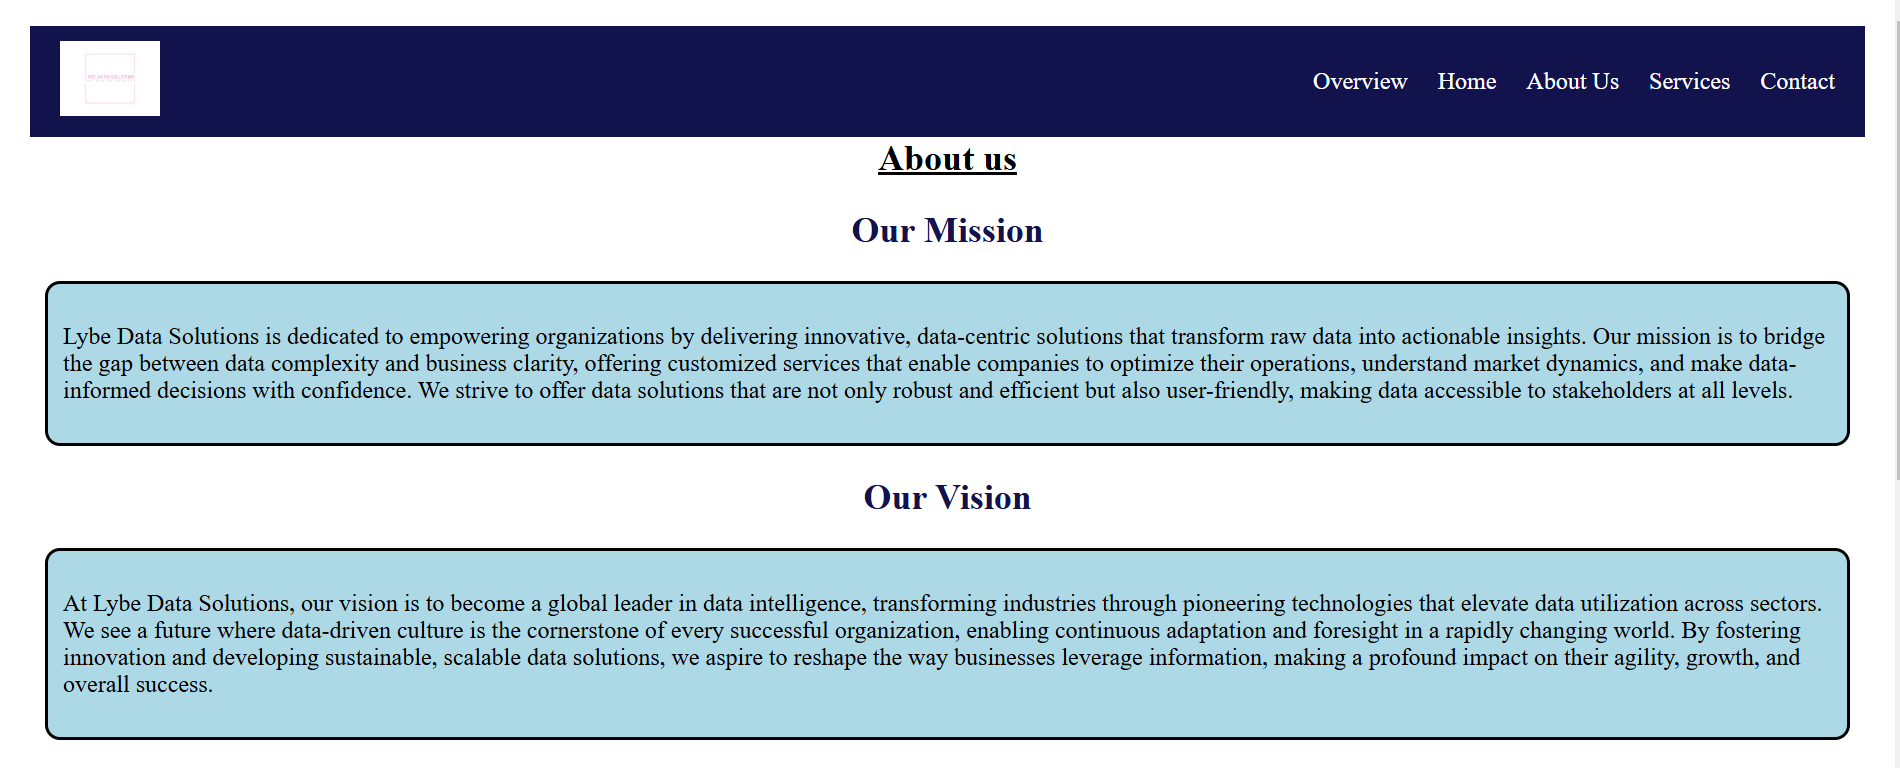 LYBE DATA SOLUTIONS
Overview Home About Us Services Contact
About us
Our Mission
Lybe Data Solutions is dedicated to empowering organizations by delivering innovative, data-centric solutions that transform raw data into actionable insights. Our mission is to bridge
the gap between data complexity and business clarity, offering customized services that enable companies to optimize their operations, understand market dynamics, and make data-
informed decisions with confidence. We strive to offer data solutions that are not only robust and efficient but also user-friendly, making data accessible to stakeholders at all levels.
Our Vision
At Lybe Data Solutions, our vision is to become a global leader in data intelligence, transforming industries through pioneering technologies that elevate data utilization across sectors.
We see a future where data-driven culture is the cornerstone of every successful organization, enabling continuous adaptation and foresight in a rapidly changing world. By fostering
innovation and developing sustainable, scalable data solutions, we aspire to reshape the way businesses leverage information, making a profound impact on their agility, growth, and
overall success.